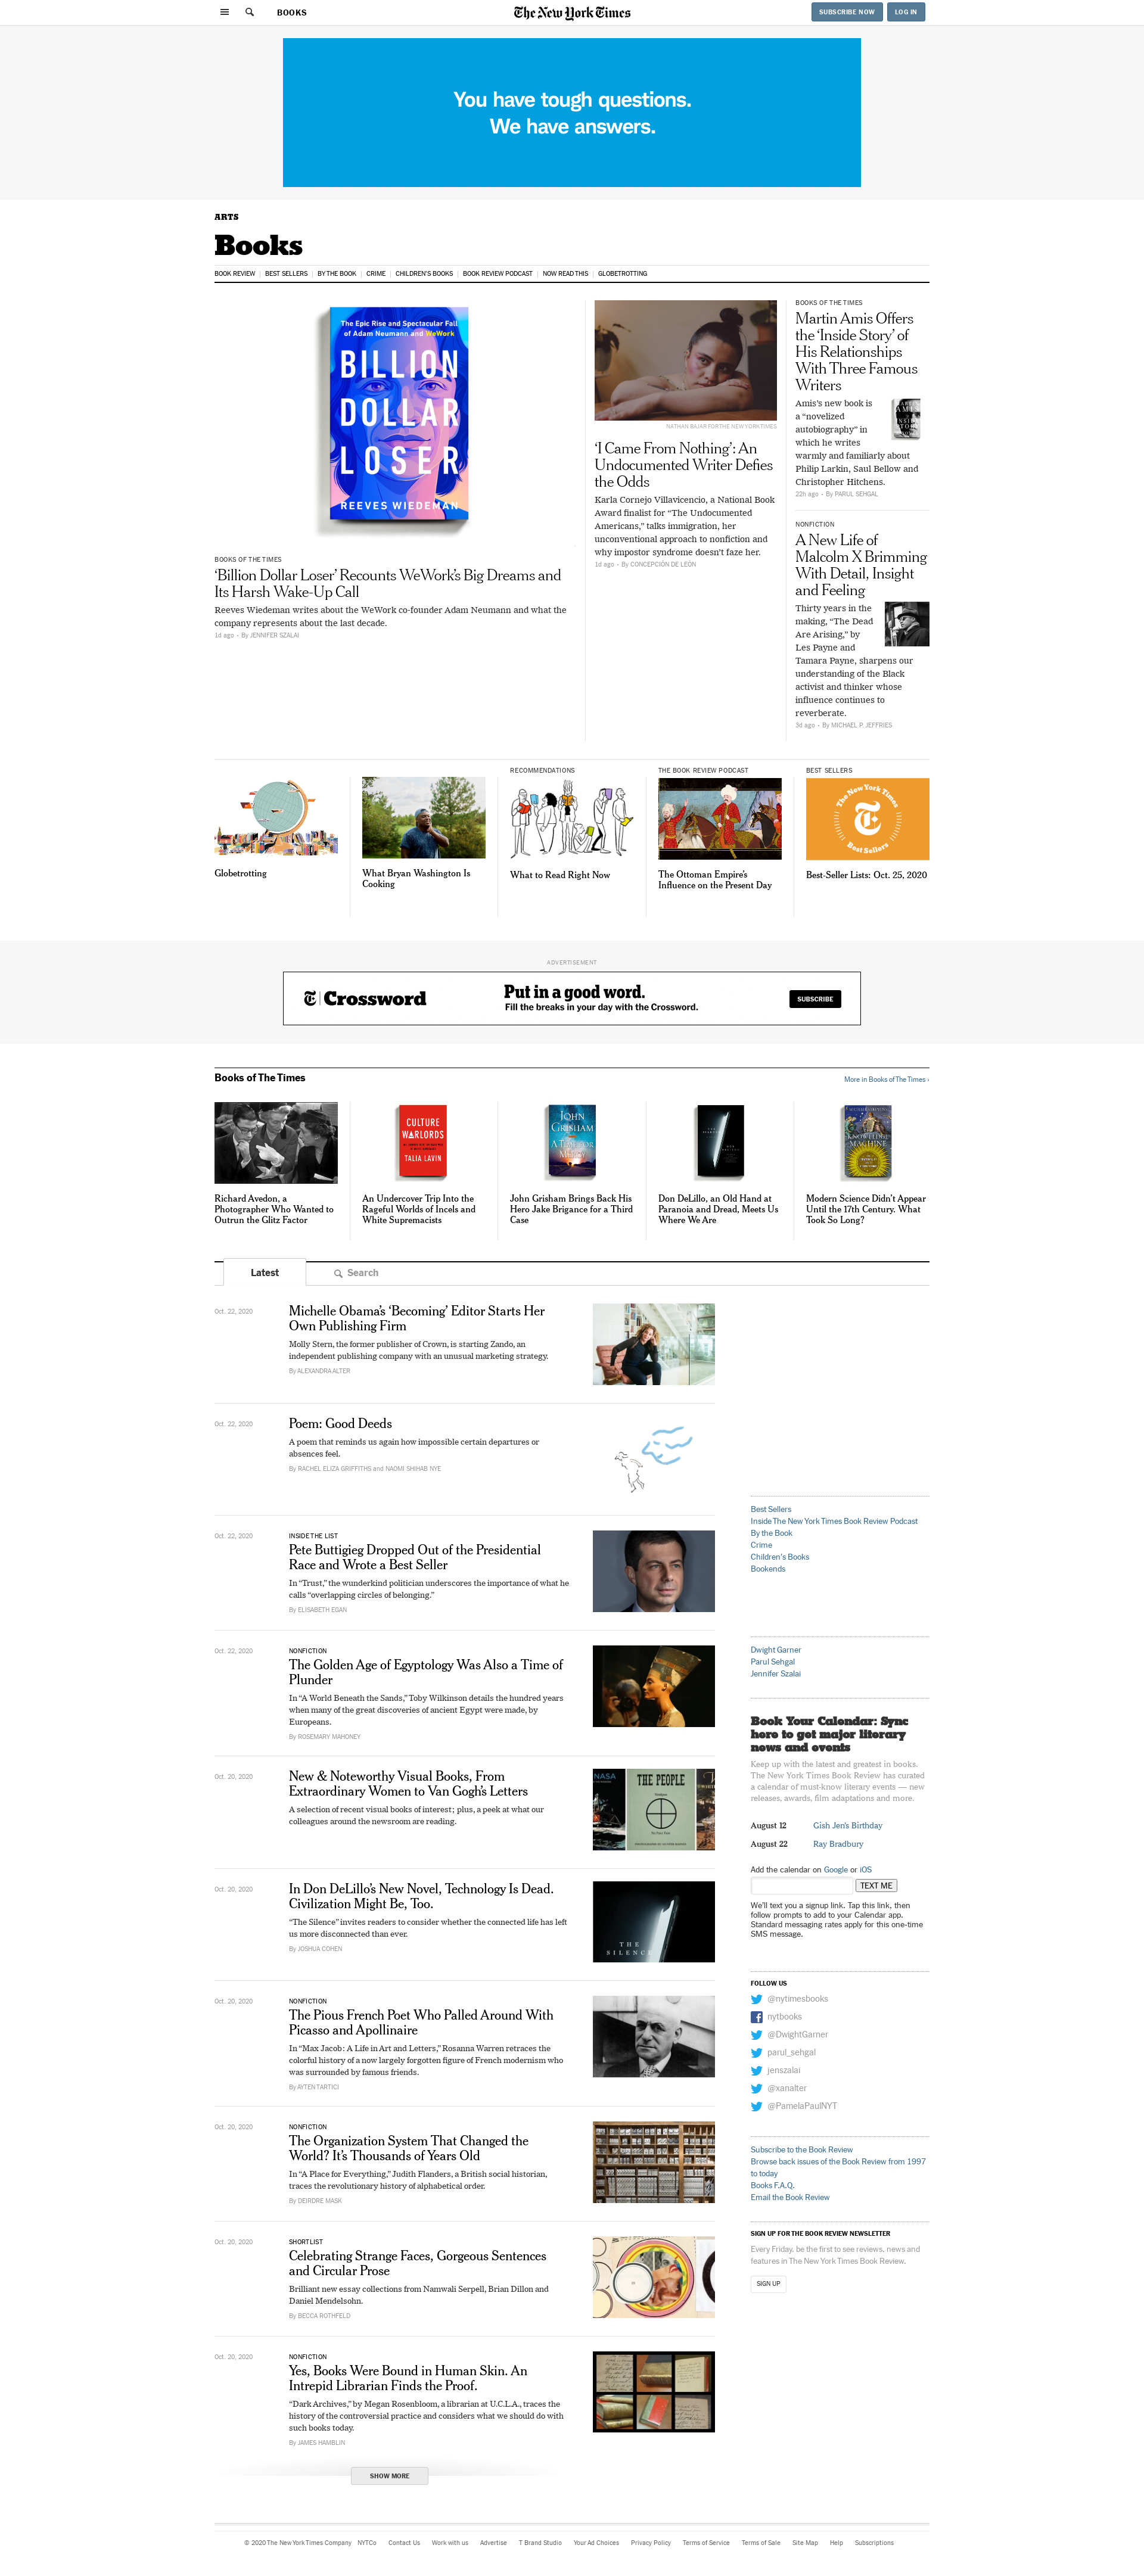 BOOKS
The New York Times
SUBSCRIBE NOW
LOG IN
You have tough questions.
We have answers.
ARTS
Books
BOOK REVIEW
BEST SELLERS
BY THE BOOK
CRIME
CHILDREN'S BOOKS
BOOK REVIEW PODCAST
NOW READ THIS
GLOBETROTTING
The Epic Rise and Spectacular Fall
of Adam Neumann and WeWork
BILLION
DOLLAR
LOSER
REEVES WIEDEMAN
BOOKS OF THE TIMES
‘Billion Dollar Loser’ Recounts WeWork’s Big Dreams and
Its Harsh Wake-Up Call
Reeves Wiedeman writes about the WeWork co-founder Adam Neumann and what the
company represents about the last decade.
1d ago - By JENNIFER SZALAI
NATHAN BAJAR FOR THE NEW YORK TIMES
‘I Came From Nothing’: An
Undocumented Writer Defies
the Odds
Karla Cornejo Villavicencio, a National Book
Award finalist for “The Undocumented
Americans,” talks immigration, her
unconventional approach to nonfiction and
why impostor syndrome doesn’t faze her.
1d ago - By CONCEPCIÓN DE LEÓN
BOOKS OF THE TIMES
Martin Amis Offers
the ‘Inside Story’ of
His Relationships
With Three Famous
Writers
Amis’s new book is
a “novelized
autobiography” in
which he writes
warmly and familiarly about
Philip Larkin, Saul Bellow and
Christopher Hitchens.
22h ago - By PARUL SEHGAL
NONFICTION
A New Life of
Malcolm X Brimming
With Detail, Insight
and Feeling
Thirty years in the
making, “The Dead
Are Arising,” by
Les Payne and
Tamara Payne, sharpens our
understanding of the Black
activist and thinker whose
influence continues to
reverberate.
3d ago - By MICHAEL P. JEFFRIES
Globetrotting
What Bryan Washington Is
Cooking
RECOMMENDATIONS
What to Read Right Now
THE BOOK REVIEW PODCAST
The Ottoman Empire’s
Influence on the Present Day
BEST SELLERS
The New York Times
Best Sellers
Best-Seller Lists: Oct. 25, 2020
ADVERTISEMENT
Crossword
Put in a good word.
Fill the breaks in your day with the Crossword.
SUBSCRIBE
Books of The Times
More in Books of The Times ›
Richard Avedon, a
Photographer Who Wanted to
Outrun the Glitz Factor
CULTURE
WARLORDS
TALIA LAVIN
An Undercover Trip Into the
Rageful Worlds of Incels and
White Supremacists
JOHN
GRISHAM
A TIME FOR
MERCY
John Grisham Brings Back His
Hero Jake Brigance for a Third
Case
Don DeLillo, an Old Hand at
Paranoia and Dread, Meets Us
Where We Are
KNOWLEDGE
MACHINE
Modern Science Didn’t Appear
Until the 17th Century. What
Took So Long?
Latest
Search
Oct. 22, 2020
Michelle Obama’s ‘Becoming’ Editor Starts Her
Own Publishing Firm
Molly Stern, the former publisher of Crown, is starting Zando, an
independent publishing company with an unusual marketing strategy.
By ALEXANDRA ALTER
Oct. 22, 2020
Poem: Good Deeds
A poem that reminds us again how impossible certain departures or
absences feel.
By RACHEL ELIZA GRIFFITHS and NAOMI SHIHAB NYE
Oct. 22, 2020
INSIDE THE LIST
Pete Buttigieg Dropped Out of the Presidential
Race and Wrote a Best Seller
In “Trust,” the wunderkind politician underscores the importance of what he
calls “overlapping circles of belonging.”
By ELISABETH EGAN
Oct. 22, 2020
NONFICTION
The Golden Age of Egyptology Was Also a Time of
Plunder
In “A World Beneath the Sands,” Toby Wilkinson details the hundred years
when many of the great discoveries of ancient Egypt were made, by
Europeans.
By ROSEMARY MAHONEY
Oct. 20, 2020
New & Noteworthy Visual Books, From
Extraordinary Women to Van Gogh’s Letters
A selection of recent visual books of interest; plus, a peek at what our
colleagues around the newsroom are reading.
NASA
THE PEOPLE
Oct. 20, 2020
In Don DeLillo’s New Novel, Technology Is Dead.
Civilization Might Be, Too.
“The Silence” invites readers to consider whether the connected life has left
us more disconnected than ever.
By JOSHUA COHEN
THE
SILENCE
Oct. 20, 2020
NONFICTION
The Pious French Poet Who Palled Around With
Picasso and Apollinaire
In “Max Jacob: A Life in Art and Letters,” Rosanna Warren retraces the
colorful history of a now largely forgotten figure of French modernism who
was surrounded by famous friends.
By AYTEN TARTICI
Oct. 20, 2020
NONFICTION
The Organization System That Changed the
World? It’s Thousands of Years Old
In “A Place for Everything,” Judith Flanders, a British social historian,
traces the revolutionary history of alphabetical order.
By DEIRDRE MASK
Oct. 20, 2020
SHORTLIST
Celebrating Strange Faces, Gorgeous Sentences
and Circular Prose
Brilliant new essay collections from Namwali Serpell, Brian Dillon and
Daniel Mendelsohn.
By BECCA ROTHFELD
Oct. 20, 2020
NONFICTION
Yes, Books Were Bound in Human Skin. An
Intrepid Librarian Finds the Proof.
“Dark Archives,” by Megan Rosenbloom, a librarian at U.C.L.A., traces the
history of the controversial practice and considers what we should do with
such books today.
By JAMES HAMBLIN
SHOW MORE
Best Sellers
Inside The New York Times Book Review Podcast
By the Book
Crime
Children's Books
Bookends
Dwight Garner
Parul Sehgal
Jennifer Szalai
Book Your Calendar: Sync
here to get major literary
news and events
Keep up with the latest and greatest in books.
The New York Times Book Review has curated
a calendar of must-know literary events — new
releases, awards, film adaptations and more.
August 12 Gish Jen's Birthday
August 22 Ray Bradbury
Add the calendar on Google or iOS
TEXT ME
We'll text you a signup link. Tap this link, then
follow prompts to add to your Calendar app.
Standard messaging rates apply for this one-time
SMS message.
FOLLOW US
@nytimesbooks
nytbooks
@DwightGarner
parul_sehgal
jenszalai
@xanalter
@PamelaPaulNYT
Subscribe to the Book Review
Browse back issues of the Book Review from 1997
to today
Books F.A.Q.
Email the Book Review
SIGN UP FOR THE BOOK REVIEW NEWSLETTER
Every Friday, be the first to see reviews, news and
features in The New York Times Book Review.
SIGN UP
© 2020 The New York Times Company
NYTCo
Contact Us
Work with us
Advertise
T Brand Studio
Your Ad Choices
Privacy Policy
Terms of Service
Terms of Sale
Site Map
Help
Subscriptions